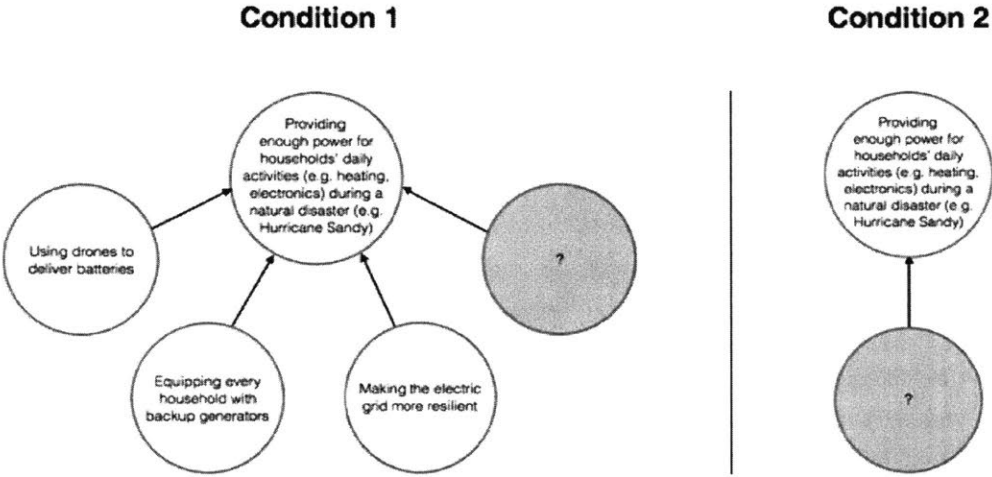 Condition 1
Condition 2
Providing
enough power for
households' daily
activities (e.g. heating,
electronics) during a
natural disaster (e.g.
Hurricane Sandy)
Using drones to
deliver batteries
?
Equipping every
household with
backup generators
Making the electric
grid more resilient
Providing
enough power for
households' daily
activities (e.g. heating,
electronics) during a
natural disaster (e.g.
Hurricane Sandy)
?